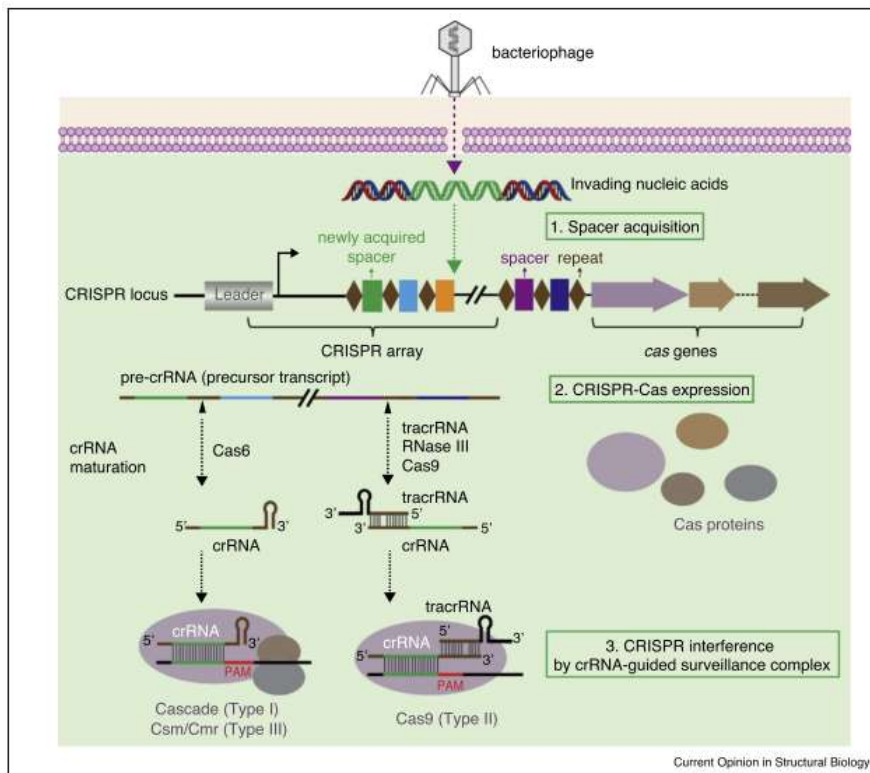 bacteriophage
Invading nucleic acids
1. Spacer acquisition
newly acquired
spacer
spacer
repeat
CRISPR locus
Leader
CRISPR array
cas genes
pre-crRNA (precursor transcript)
2. CRISPR-Cas expression
crRNA
maturation
Cas6
tracrRNA
RNase III
Cas9
tracrRNA
3’
5’
5’
3’
3’
5’
crRNA
crRNA
Cas proteins
tracrRNA
5’
crRNA
3’
PAM
5’
3’
5’
crRNA
3’
PAM
3. CRISPR interference
by crRNA-guided surveillance complex
Cascade (Type I)
Csm/Cmr (Type III)
Cas9 (Type II)
Current Opinion in Structural Biology